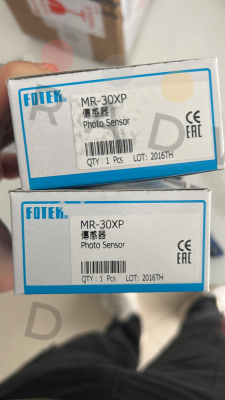 FOTEK®
MR-30XP
傳感器
Photo Sensor
QTY : 1 Pcs LOT: 2016TH
CE
EAC
FOTEK®
MR-30XP
傳感器
Photo Sensor
QTY : 1 Pcs LOT: 2016TH
CE
EAC